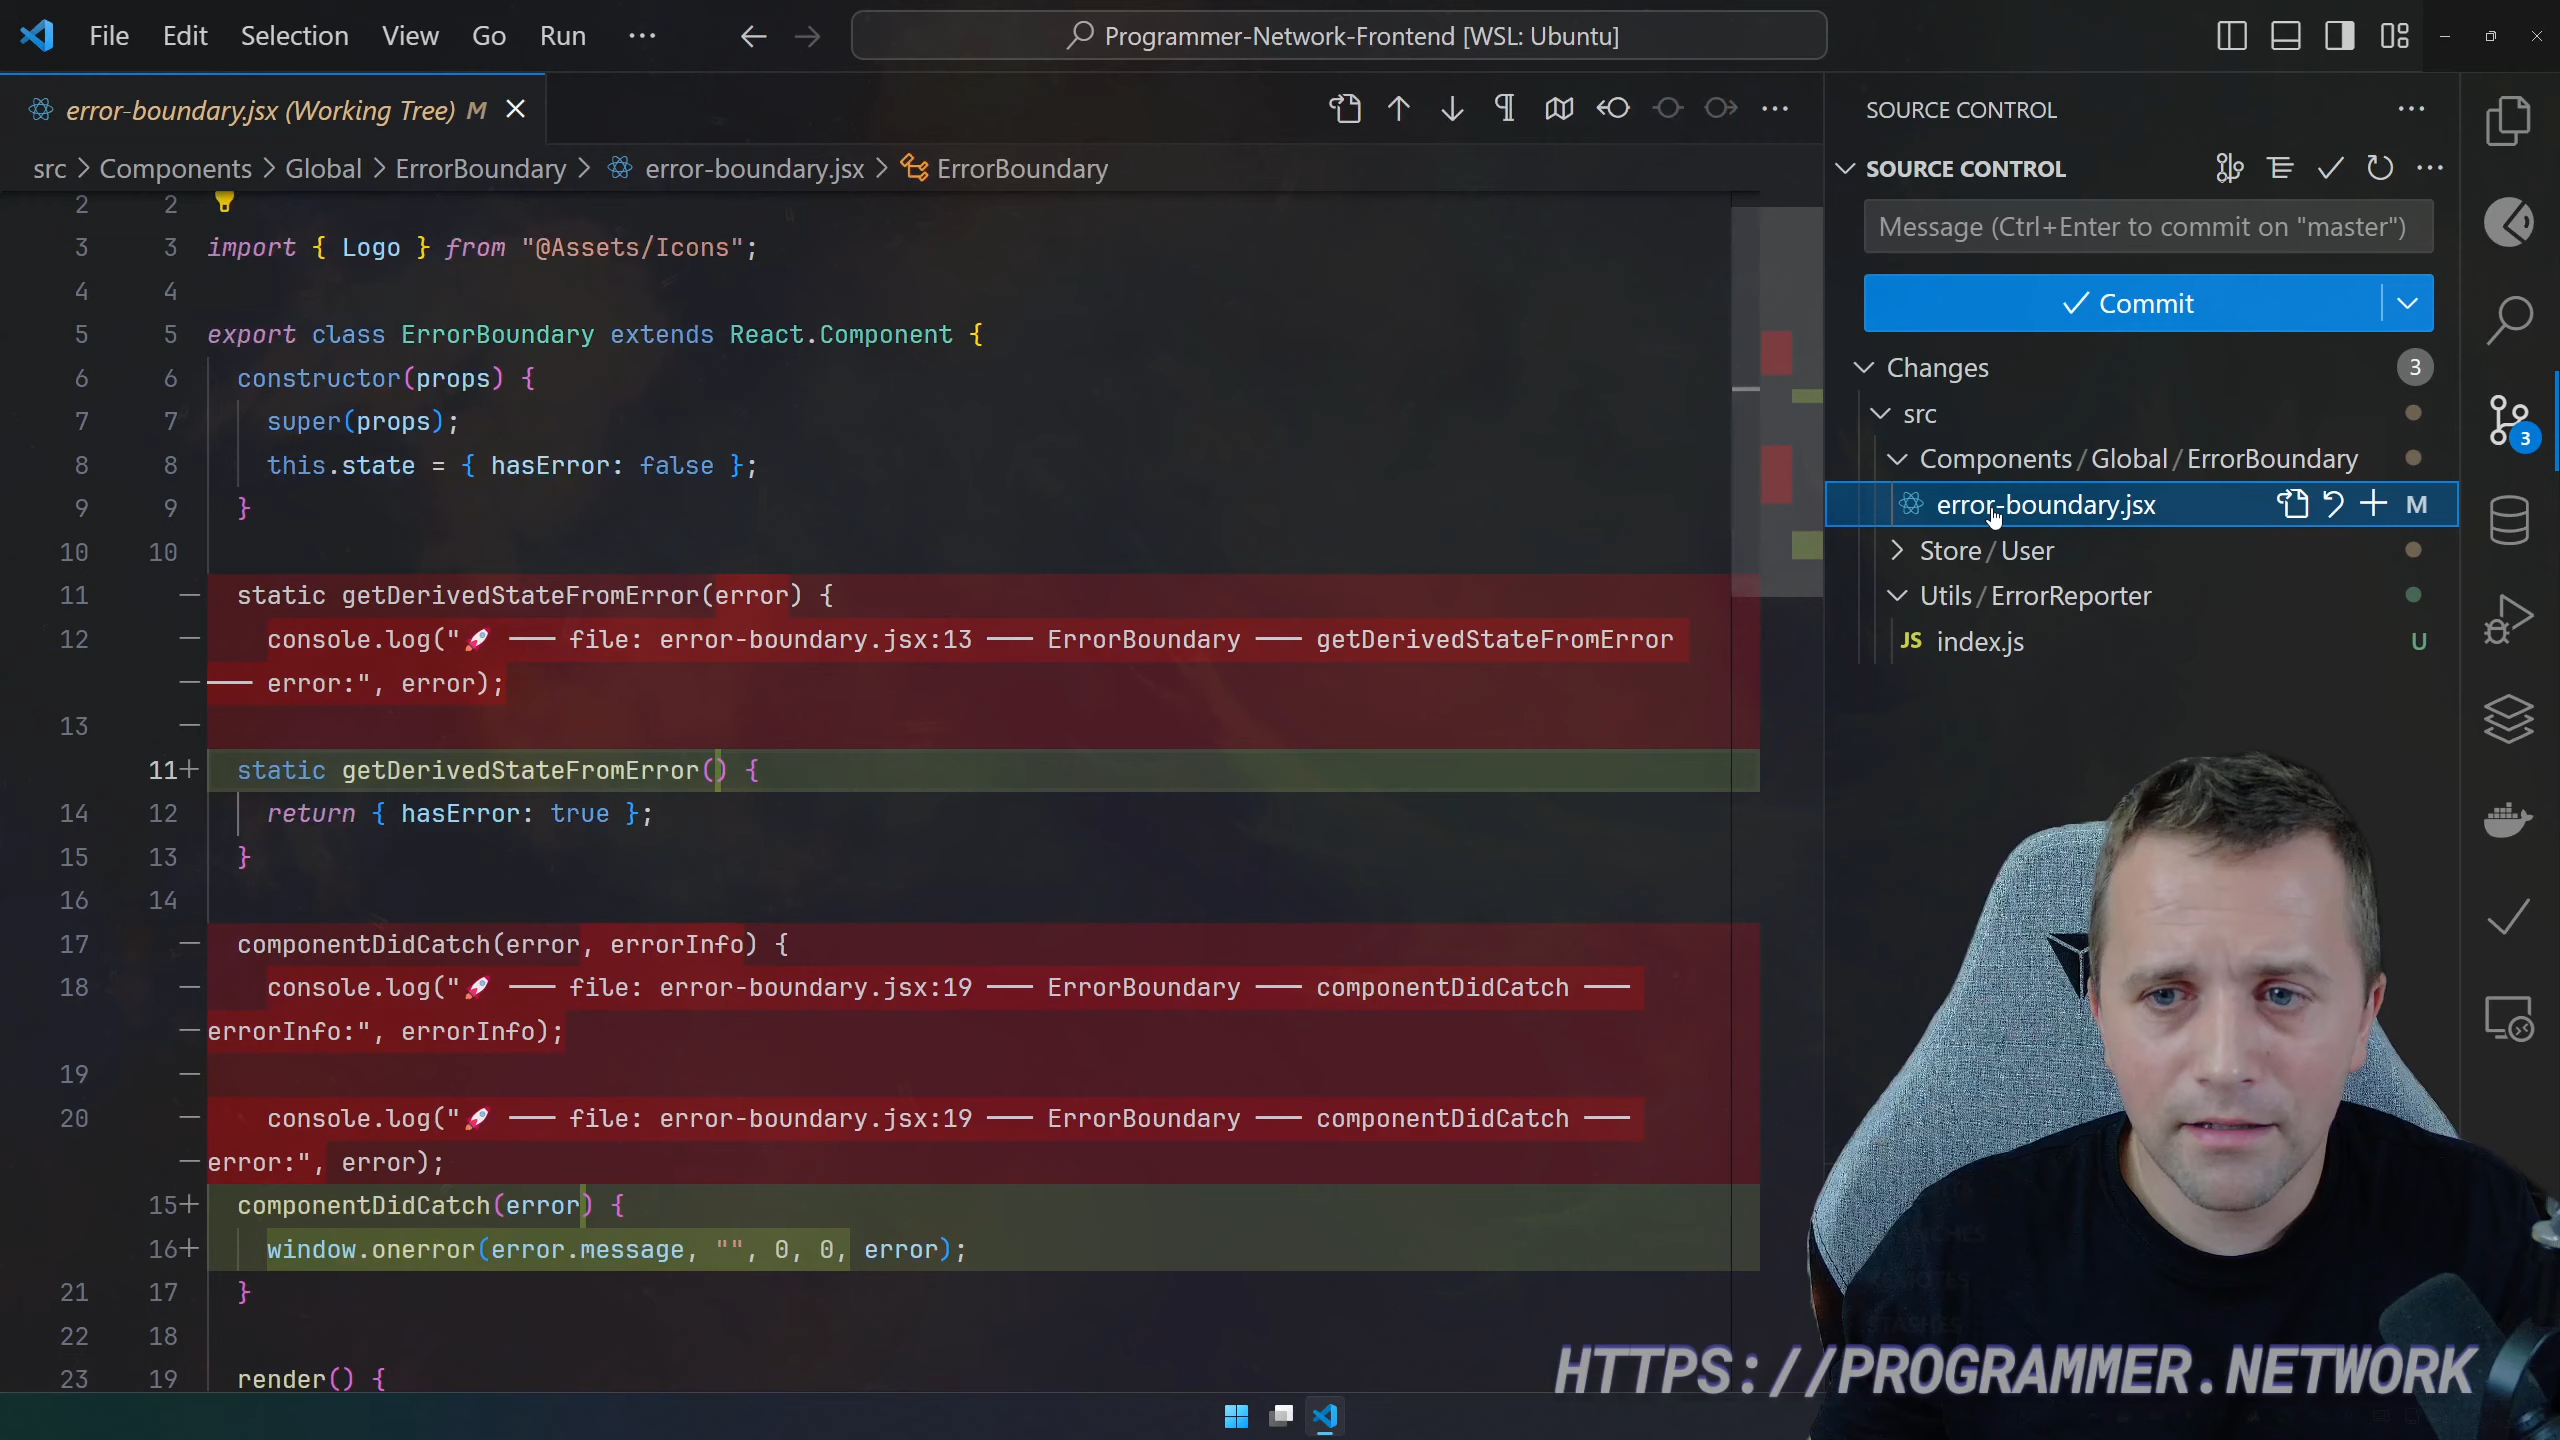 File Edit Selection View Go Run ···
Programmer-Network-Frontend [WSL: Ubuntu]
error-boundary.jsx (Working Tree) M
src > Components > Global > ErrorBoundary > error-boundary.jsx > ErrorBoundary
2 2
3 3 import { Logo } from "@Assets/Icons";
4 4
5 5 export class ErrorBoundary extends React.Component {
6 6 constructor(props) {
7 7 super(props);
8 8 this.state = { hasError: false };
9 9 }
10 10
11 — static getDerivedStateFromError(error) {
12 — console.log("🚀 ── file: error-boundary.jsx:13 ── ErrorBoundary ── getDerivedStateFromError
— ── error:", error);
13 —
11+ static getDerivedStateFromError() {
14 12 return { hasError: true };
15 13 }
16 14
17 — componentDidCatch(error, errorInfo) {
18 — console.log("🚀 ── file: error-boundary.jsx:19 ── ErrorBoundary ── componentDidCatch ──
— errorInfo:", errorInfo);
19 —
20 — console.log("🚀 ── file: error-boundary.jsx:19 ── ErrorBoundary ── componentDidCatch ──
— error:", error);
15+ componentDidCatch(error) {
16+ window.onerror(error.message, "", 0, 0, error);
21 17 }
22 18
23 19 render() {
SOURCE CONTROL
SOURCE CONTROL
Message (Ctrl+Enter to commit on "master")
Commit
Changes 3
src
Components / Global / ErrorBoundary
error-boundary.jsx M
Store / User
Utils / ErrorReporter
JS index.js U
3
HTTPS://PROGRAMMER.NETWORK